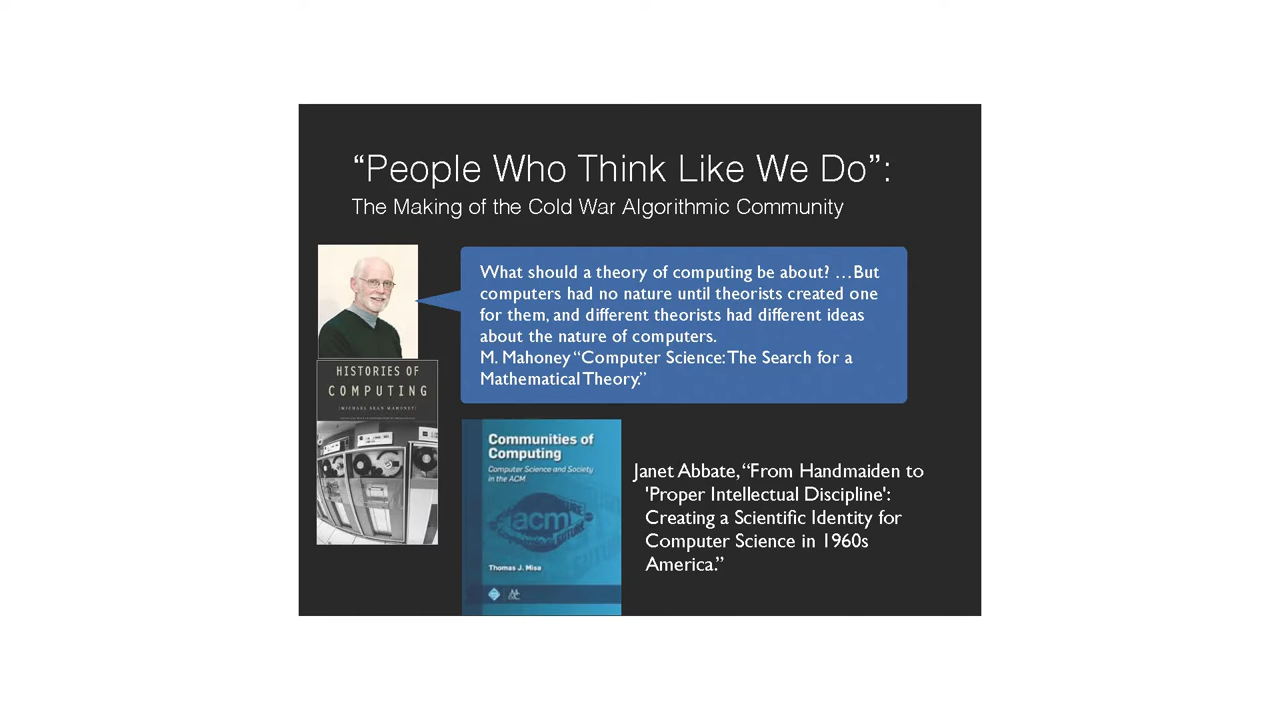 “People Who Think Like We Do”:
The Making of the Cold War Algorithmic Community
What should a theory of computing be about? …But
computers had no nature until theorists created one
for them, and different theorists had different ideas
about the nature of computers.
M. Mahoney “Computer Science: The Search for a
Mathematical Theory.”
HISTORIES OF
COMPUTING
[MICHAEL SEAN MAHONEY]
Communities of
Computing
Computer Science and Society
in the ACM
acm
Thomas J. Misa
Janet Abbate, “From Handmaiden to
'Proper Intellectual Discipline':
Creating a Scientific Identity for
Computer Science in 1960s
America.”